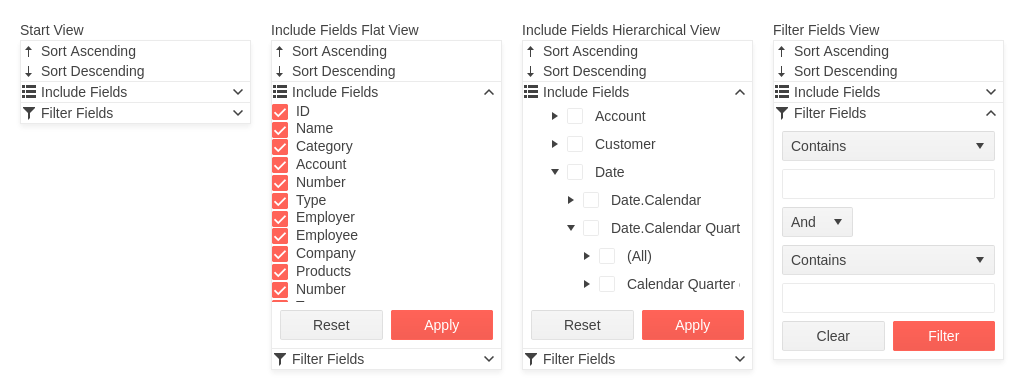 Start View
Sort Ascending
Sort Descending
Include Fields
Filter Fields
Include Fields Flat View
Sort Ascending
Sort Descending
Include Fields
ID
Name
Category
Account
Number
Type
Employer
Employee
Company
Products
Number
Reset Apply
Filter Fields
Include Fields Hierarchical View
Sort Ascending
Sort Descending
Include Fields
Account
Customer
Date
Date.Calendar
Date.Calendar Quart
(All)
Calendar Quarter
Reset Apply
Filter Fields
Filter Fields View
Sort Ascending
Sort Descending
Include Fields
Filter Fields
Contains
And
Contains
Clear Filter